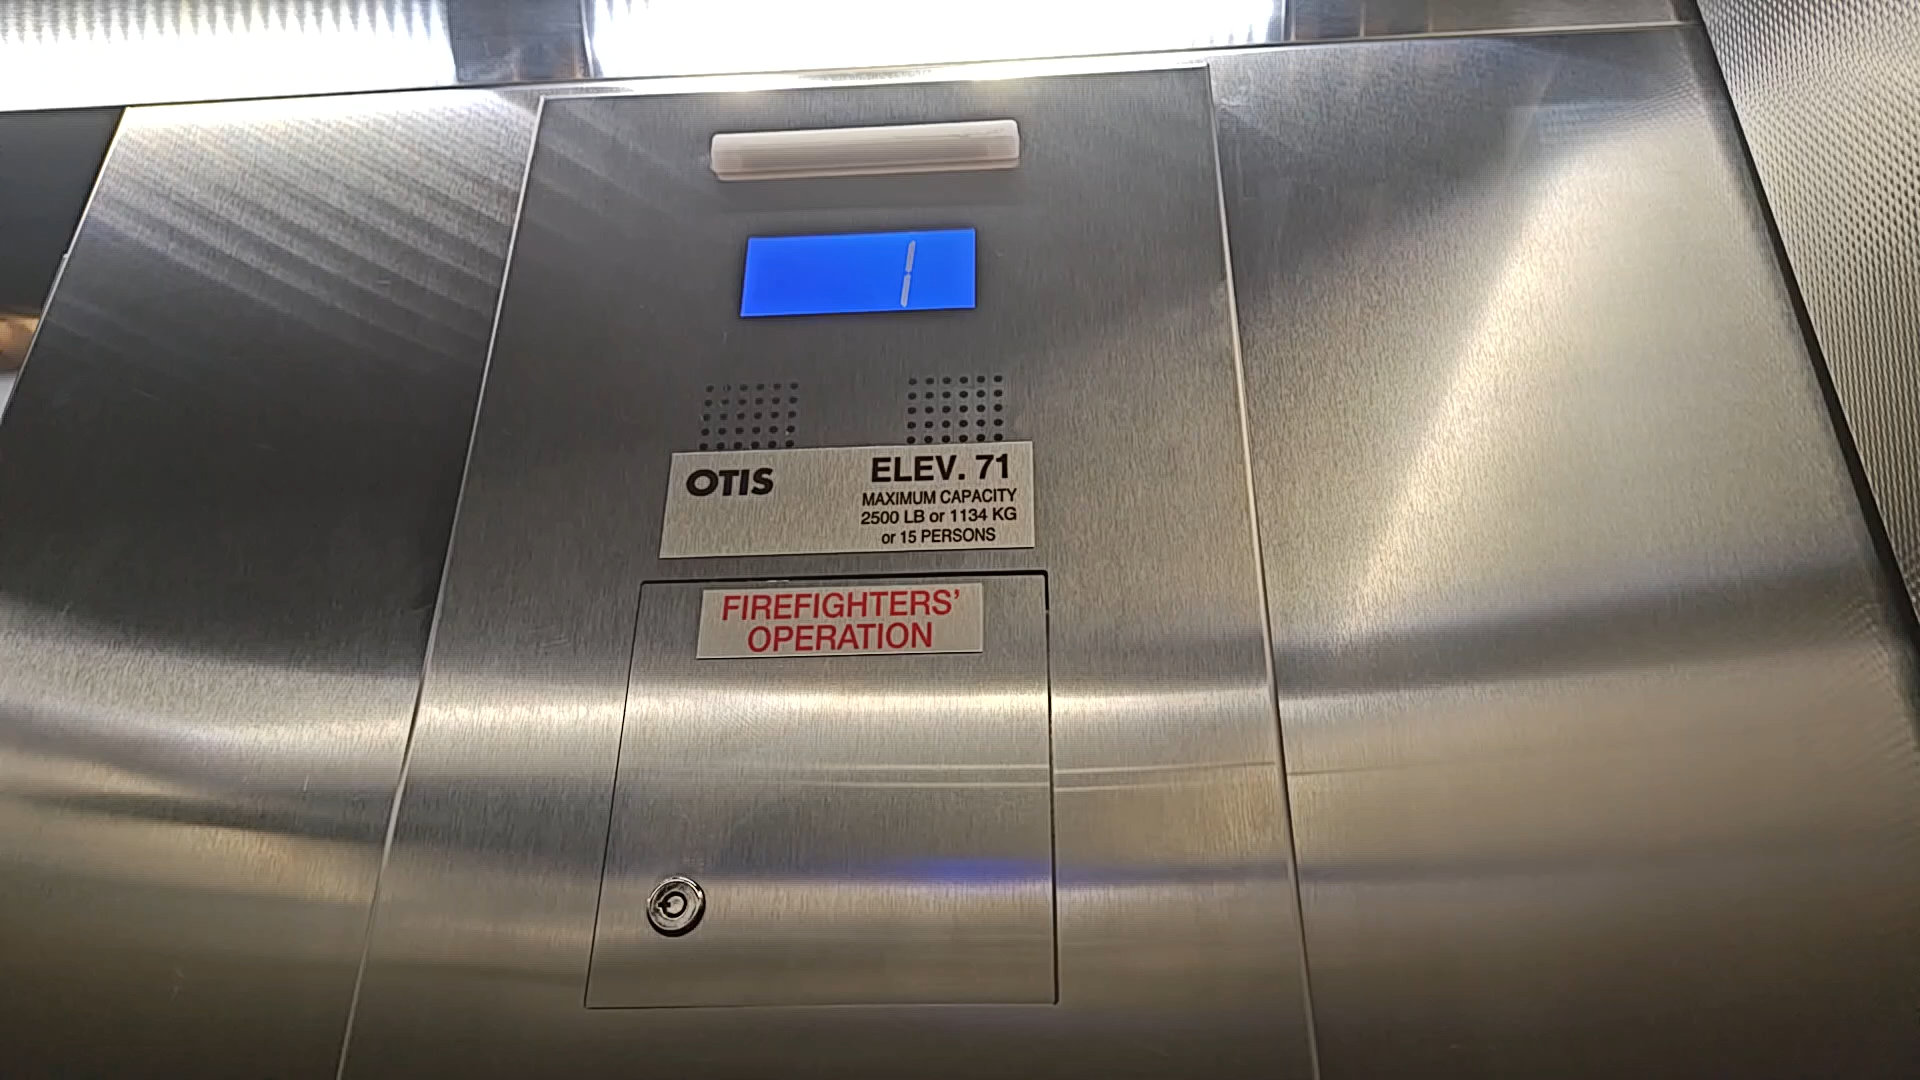 1
OTIS
ELEV. 71
MAXIMUM CAPACITY
2500 LB or 1134 KG
or 15 PERSONS
FIREFIGHTERS'
OPERATION